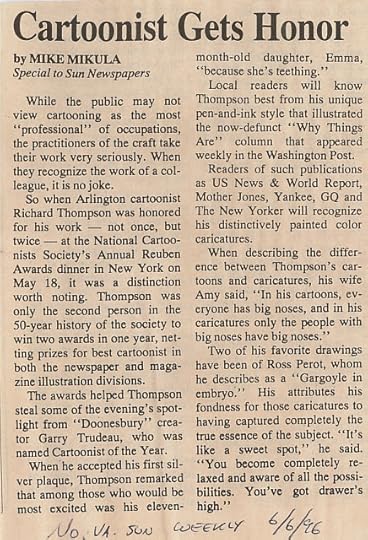 Cartoonist Gets Honor
by MIKE MIKULA
Special to Sun Newspapers
While the public may not
view cartooning as the most
"professional" of occupations,
the practitioners of the craft take
their work very seriously. When
they recognize the work of a col-
league, it is no joke.
So when Arlington cartoonist
Richard Thompson was honored
for his work — not once, but
twice — at the National Cartoo-
nists Society's Annual Reuben
Awards dinner in New York on
May 18, it was a distinction
worth noting. Thompson was
only the second person in the
50-year history of the society to
win two awards in one year, net-
ting prizes for best cartoonist in
both the newspaper and maga-
zine illustration divisions.
The awards helped Thompson
steal some of the evening's spot-
light from "Doonesbury" crea-
tor Garry Trudeau, who was
named Cartoonist of the Year.
When he accepted his first sil-
ver plaque, Thompson remarked
that among those who would be
most excited was his eleven-
month-old daughter, Emma,
"because she's teething."
Local readers will know
Thompson best from his unique
pen-and-ink style that illustrated
the now-defunct "Why Things
Are" column that appeared
weekly in the Washington Post.
Readers of such publications
as US News & World Report,
Mother Jones, Yankee, GQ and
The New Yorker will recognize
his distinctively painted color
caricatures.
When describing the differ-
ence between Thompson's car-
toons and caricatures, his wife
Amy said, "In his cartoons, ev-
eryone has big noses, and in his
caricatures only the people with
big noses have big noses."
Two of his favorite drawings
have been of Ross Perot, whom
he describes as a "Gargoyle in
embryo." His attributes his
fondness for those caricatures to
having captured completely the
true essence of the subject. "It's
like a sweet spot," he said.
"You become completely re-
laxed and aware of all the possi-
bilities. You've got drawer's
high."
No. VA. SUN WEEKLY 6/6/96